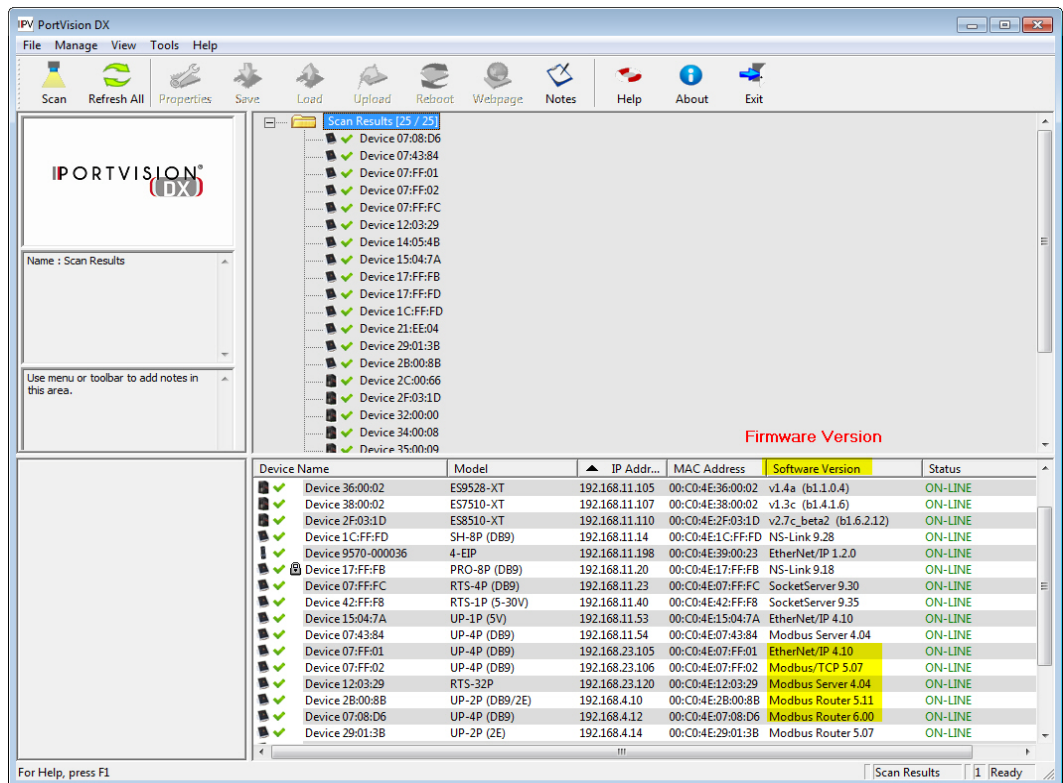 IPV PortVision DX
File Manage View Tools Help
Scan Refresh All Properties Save Load Upload Reboot Webpage Notes Help About Exit
PORTVISION®
DX
Name : Scan Results
Use menu or toolbar to add notes in
this area.
Scan Results [25 / 25]
Device 07:08:D6
Device 07:43:84
Device 07:FF:01
Device 07:FF:02
Device 07:FF:FC
Device 12:03:29
Device 14:05:4B
Device 15:04:7A
Device 17:FF:FB
Device 17:FF:FD
Device 1C:FF:FD
Device 21:EE:04
Device 29:01:3B
Device 2B:00:8B
Device 2C:00:66
Device 2F:03:1D
Device 32:00:00
Device 34:00:08
Device 35:00:09
Firmware Version
Device Name Model IP Addr... MAC Address Software Version Status
Device 36:00:02 ES9528-XT 192.168.11.105 00:C0:4E:36:00:02 v1.4a (b1.1.0.4) ON-LINE
Device 38:00:02 ES7510-XT 192.168.11.107 00:C0:4E:38:00:02 v1.3c (b1.4.1.6) ON-LINE
Device 2F:03:1D ES8510-XT 192.168.11.110 00:C0:4E:2F:03:1D v2.7c_beta2 (b1.6.2.12) ON-LINE
Device 1C:FF:FD SH-8P (DB9) 192.168.11.14 00:C0:4E:1C:FF:FD NS-Link 9.28 ON-LINE
Device 9570-000036 4-EIP 192.168.11.198 00:C0:4E:39:00:23 EtherNet/IP 1.2.0 ON-LINE
Device 17:FF:FB PRO-8P (DB9) 192.168.11.20 00:C0:4E:17:FF:FB NS-Link 9.18 ON-LINE
Device 07:FF:FC RTS-4P (DB9) 192.168.11.23 00:C0:4E:07:FF:FC SocketServer 9.30 ON-LINE
Device 42:FF:F8 RTS-1P (5-30V) 192.168.11.40 00:C0:4E:42:FF:F8 SocketServer 9.35 ON-LINE
Device 15:04:7A UP-1P (5V) 192.168.11.53 00:C0:4E:15:04:7A EtherNet/IP 4.10 ON-LINE
Device 07:43:84 UP-4P (DB9) 192.168.11.54 00:C0:4E:07:43:84 Modbus Server 4.04 ON-LINE
Device 07:FF:01 UP-4P (DB9) 192.168.23.105 00:C0:4E:07:FF:01 EtherNet/IP 4.10 ON-LINE
Device 07:FF:02 UP-4P (DB9) 192.168.23.106 00:C0:4E:07:FF:02 Modbus/TCP 5.07 ON-LINE
Device 12:03:29 RTS-32P 192.168.23.120 00:C0:4E:12:03:29 Modbus Server 4.04 ON-LINE
Device 2B:00:8B UP-2P (DB9/2E) 192.168.4.10 00:C0:4E:2B:00:8B Modbus Router 5.11 ON-LINE
Device 07:08:D6 UP-4P (DB9) 192.168.4.12 00:C0:4E:07:08:D6 Modbus Router 6.00 ON-LINE
Device 29:01:3B UP-2P (2E) 192.168.4.14 00:C0:4E:29:01:3B Modbus Router 5.07 ON-LINE
For Help, press F1 Scan Results 1 Ready